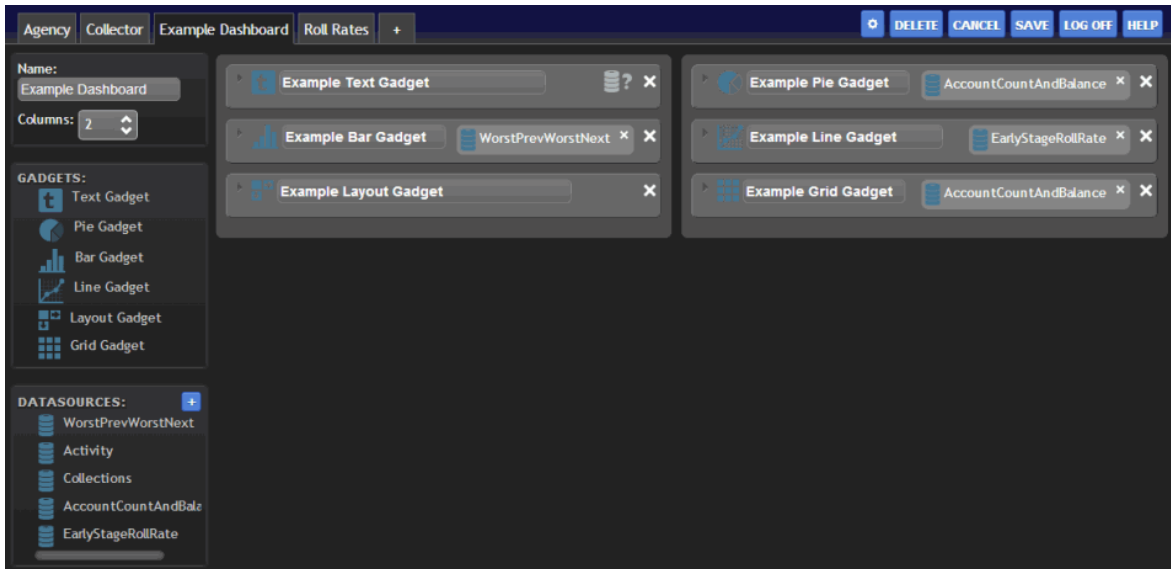 Agency Collector Example Dashboard Roll Rates + DELETE CANCEL SAVE LOG OFF HELP
Name:
Example Dashboard
Columns: 2
GADGETS:
Text Gadget
Pie Gadget
Bar Gadget
Line Gadget
Layout Gadget
Grid Gadget
DATASOURCES: +
WorstPrevWorstNext
Activity
Collections
AccountCountAndBala
EarlyStageRollRate
Example Text Gadget ? ×
Example Bar Gadget WorstPrevWorstNext × ×
Example Layout Gadget ×
Example Pie Gadget AccountCountAndBalance × ×
Example Line Gadget EarlyStageRollRate × ×
Example Grid Gadget AccountCountAndBalance × ×